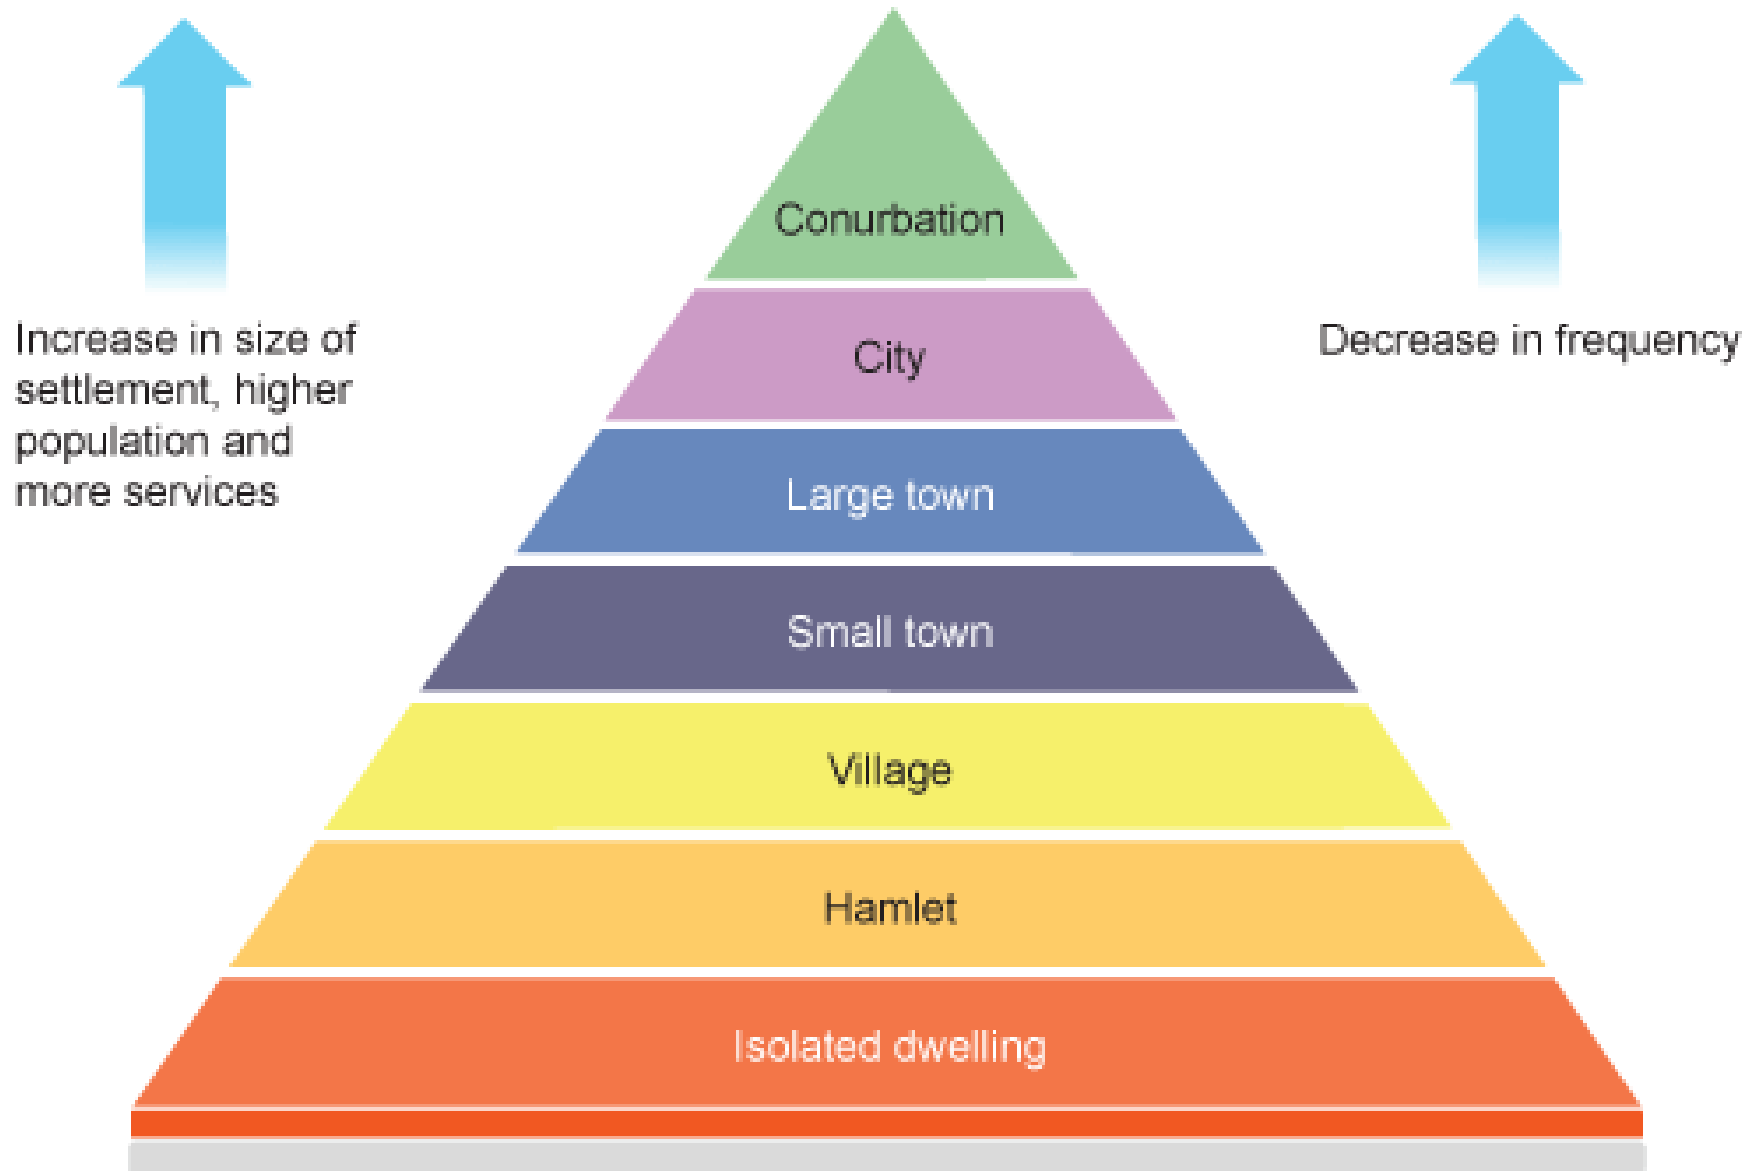 Conurbation
City
Large town
Small town
Village
Hamlet
Isolated dwelling
Increase in size of
settlement, higher
population and
more services
Decrease in frequency